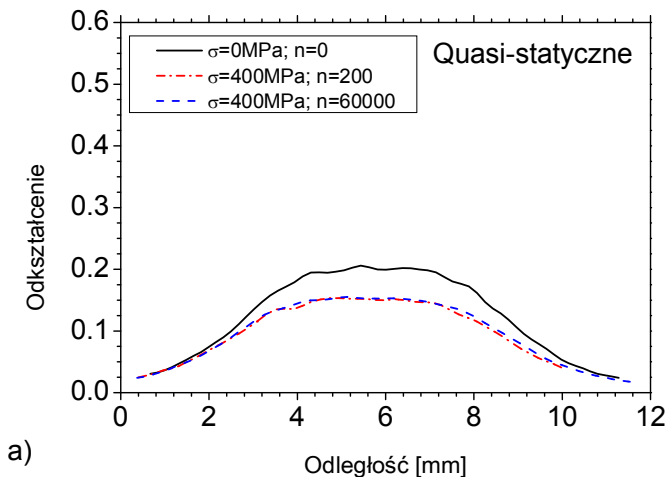 0.6
0.5
0.4
0.3
0.2
0.1
0.0
Odkształcenie
σ=0MPa; n=0
σ=400MPa; n=200
σ=400MPa; n=60000
Quasi-statyczne
0 2 4 6 8 10 12
Odległość [mm]
a)